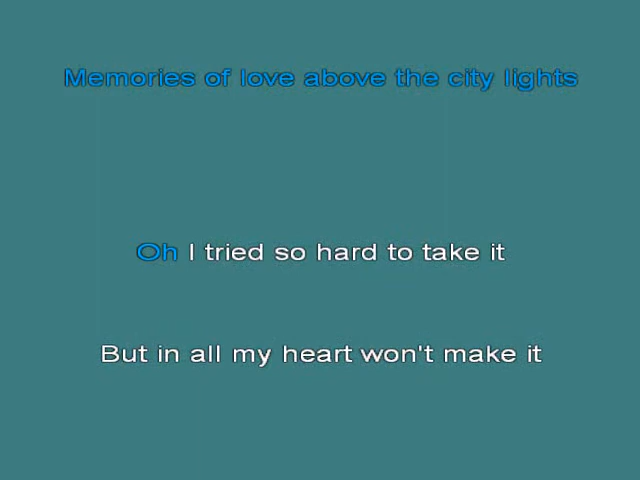 Memories of love above the city lights
Oh I tried so hard to take it
But in all my heart won't make it